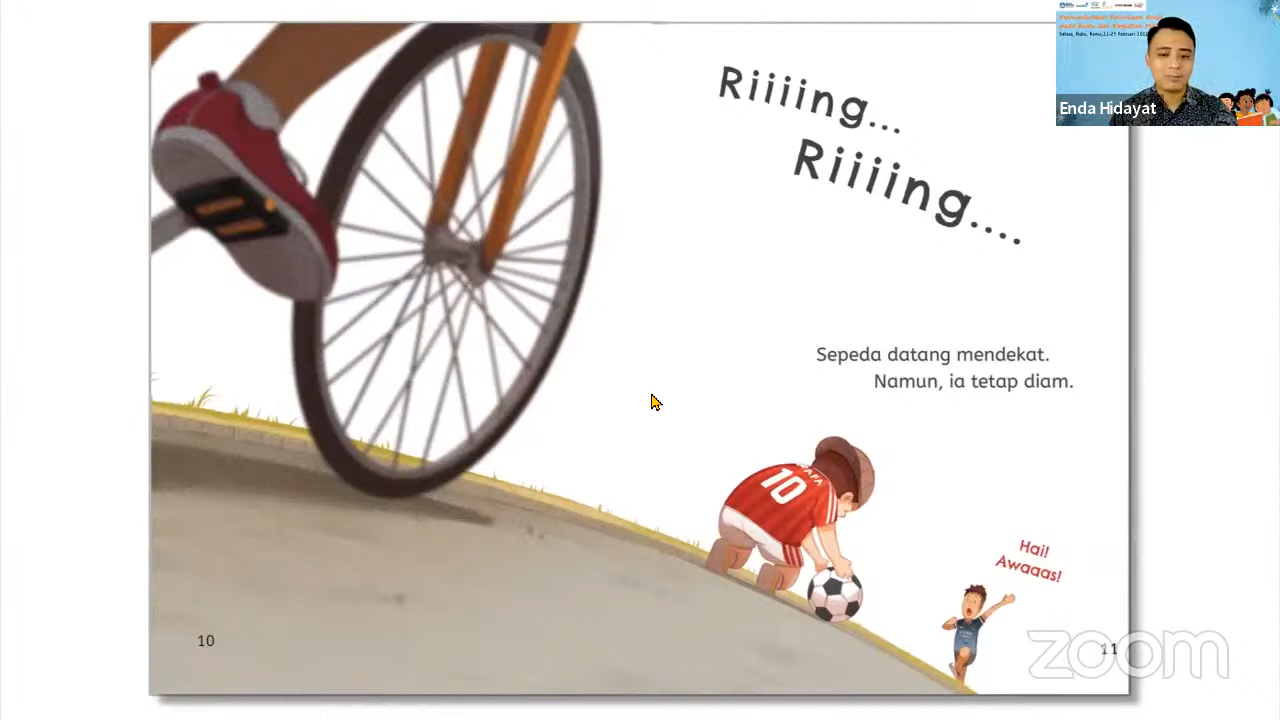 Riiiing...
Riiiing....
Sepeda datang mendekat.
Namun, ia tetap diam.
10
Hai!
Awaaas!
10
11
zoom
Enda Hidayat